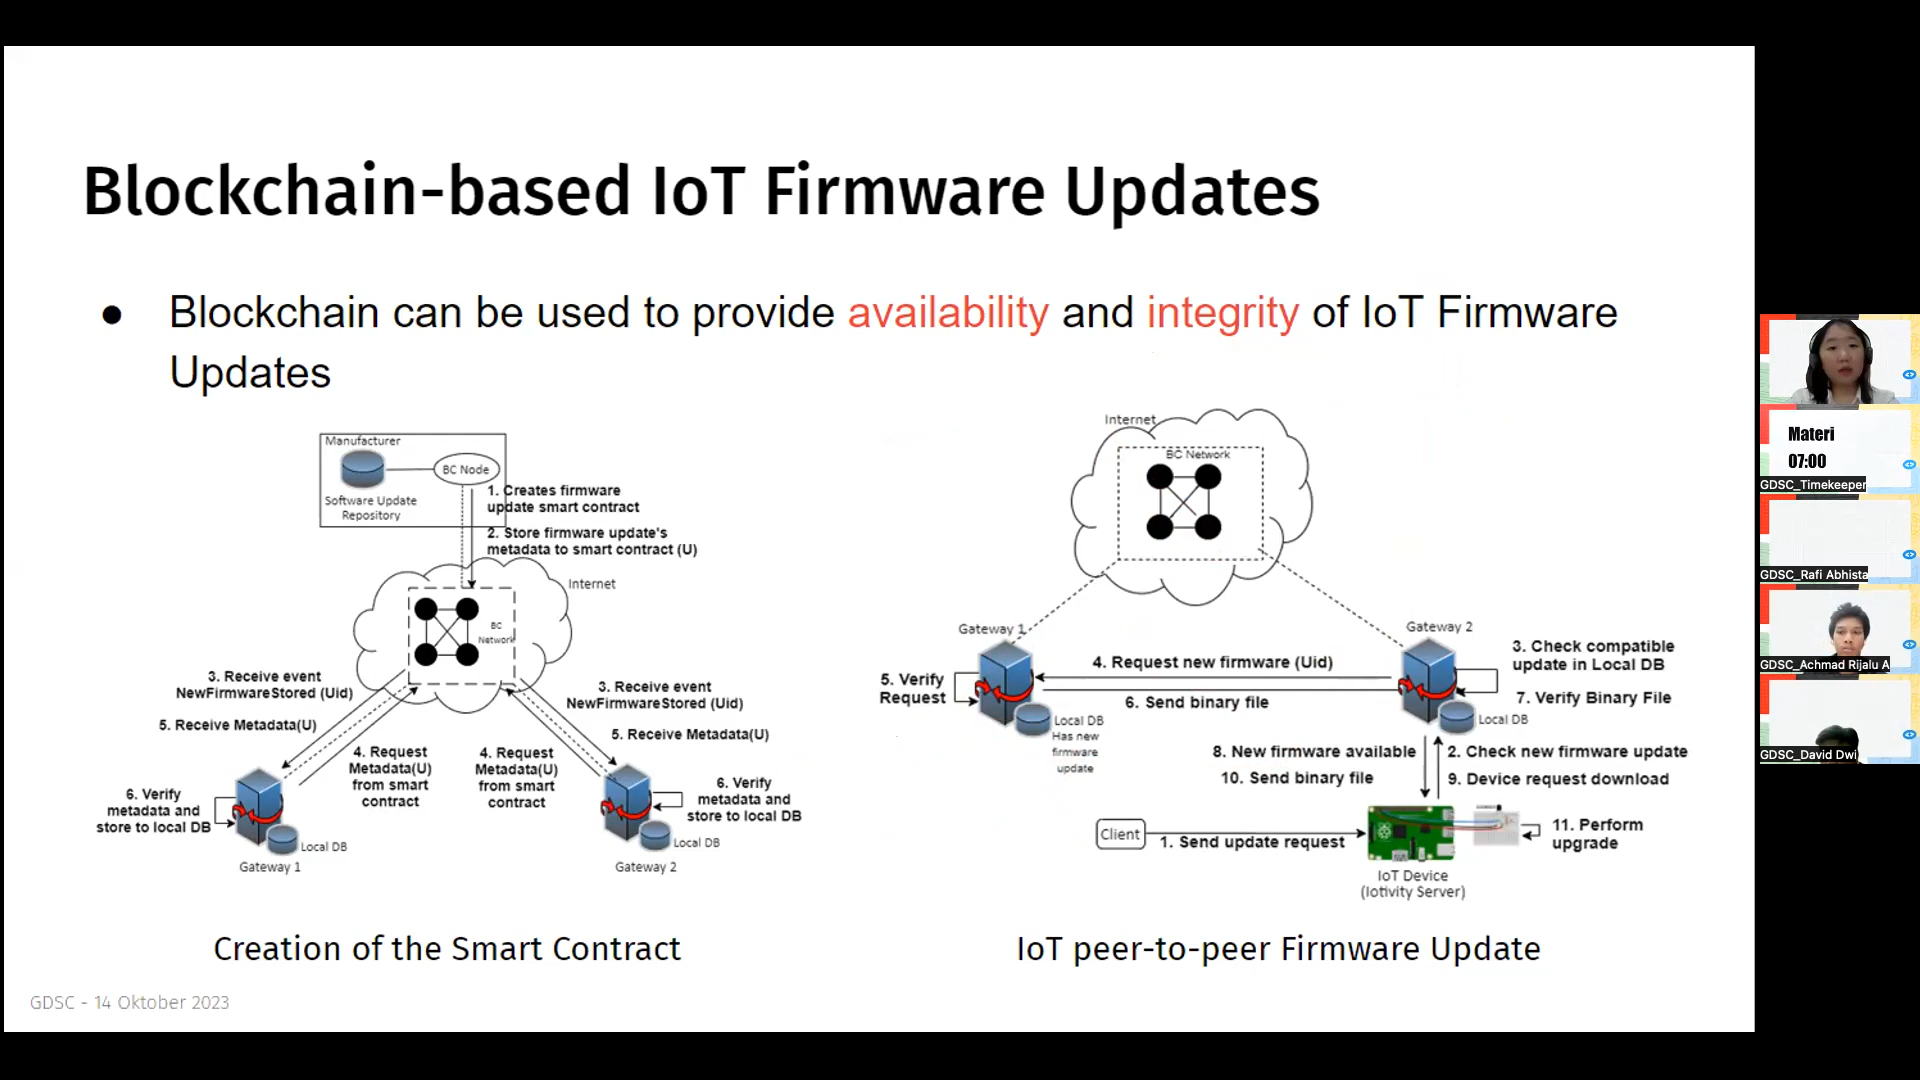 Blockchain-based IoT Firmware Updates
● Blockchain can be used to provide availability and integrity of IoT Firmware
Updates
Manufacturer
BC Node
Software Update
Repository
1. Creates firmware
update smart contract
2. Store firmware update's
metadata to smart contract (U)
Internet
BC
Network
3. Receive event
NewFirmwareStored (Uid)
5. Receive Metadata(U)
4. Request
Metadata(U)
from smart
contract
4. Request
Metadata(U)
from smart
contract
3. Receive event
NewFirmwareStored (Uid)
5. Receive Metadata(U)
6. Verify
metadata and
store to local DB
Local DB
Gateway 1
6. Verify
metadata and
store to local DB
Local DB
Gateway 2
Creation of the Smart Contract
Internet
BC Network
Gateway 1
Gateway 2
5. Verify
Request
4. Request new firmware (Uid)
6. Send binary file
3. Check compatible
update in Local DB
7. Verify Binary File
Local DB
Has new
firmware
update
Local DB
8. New firmware available
10. Send binary file
2. Check new firmware update
9. Device request download
Client
1. Send update request
11. Perform
upgrade
IoT Device
(Iotivity Server)
IoT peer-to-peer Firmware Update
GDSC - 14 Oktober 2023
Materi
07:00
GDSC_Timekeeper
GDSC_Rafi Abhista
GDSC_Achmad Rijalu A
GDSC_David Dwi